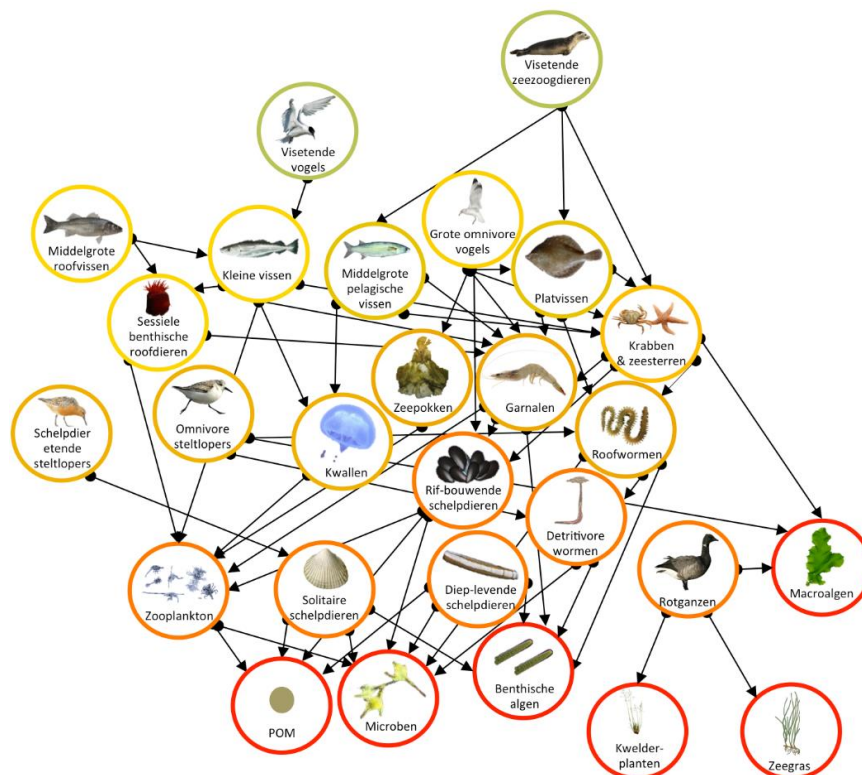 Visetende
zeezoogdieren
Visetende
vogels
Grote omnivore
vogels
Middelgrote
roofvissen
Kleine vissen
Middelgrote
pelagische
vissen
Platvissen
Sessiele
benthische
roofdieren
Krabben
& zeesterren
Zeepokken
Garnalen
Schelpdier
etende
steltlopers
Omnivore
steltlopers
Kwallen
Roofwormen
Rif-bouwende
schelpdieren
Detritivore
wormen
Zooplankton
Solitaire
schelpdieren
Diep-levende
schelpdieren
Rotganzen
Macroalgen
POM
Microben
Benthische
algen
Kwelder-
planten
Zeegras